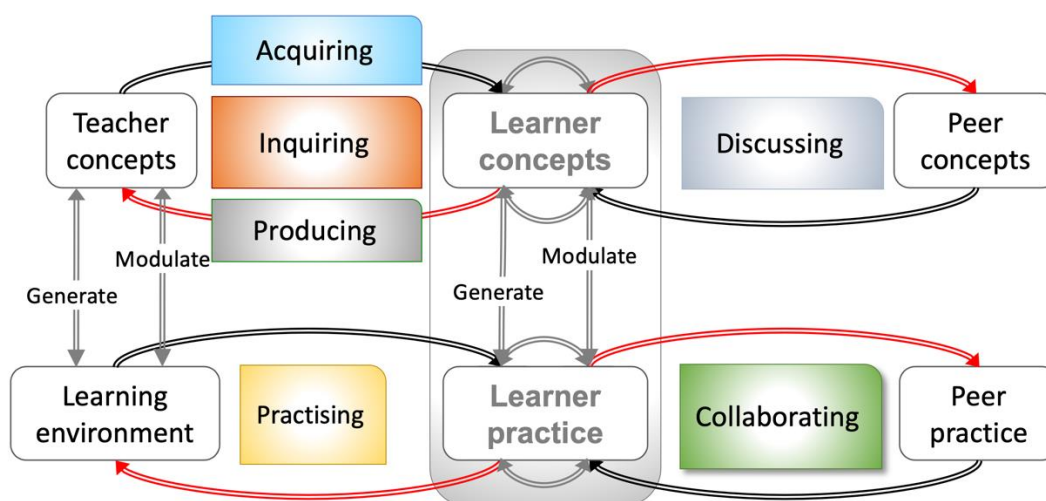 Acquiring
Teacher
concepts
Inquiring
Learner
concepts
Discussing
Peer
concepts
Producing
Modulate
Generate
Modulate
Generate
Learning
environment
Practising
Learner
practice
Collaborating
Peer
practice